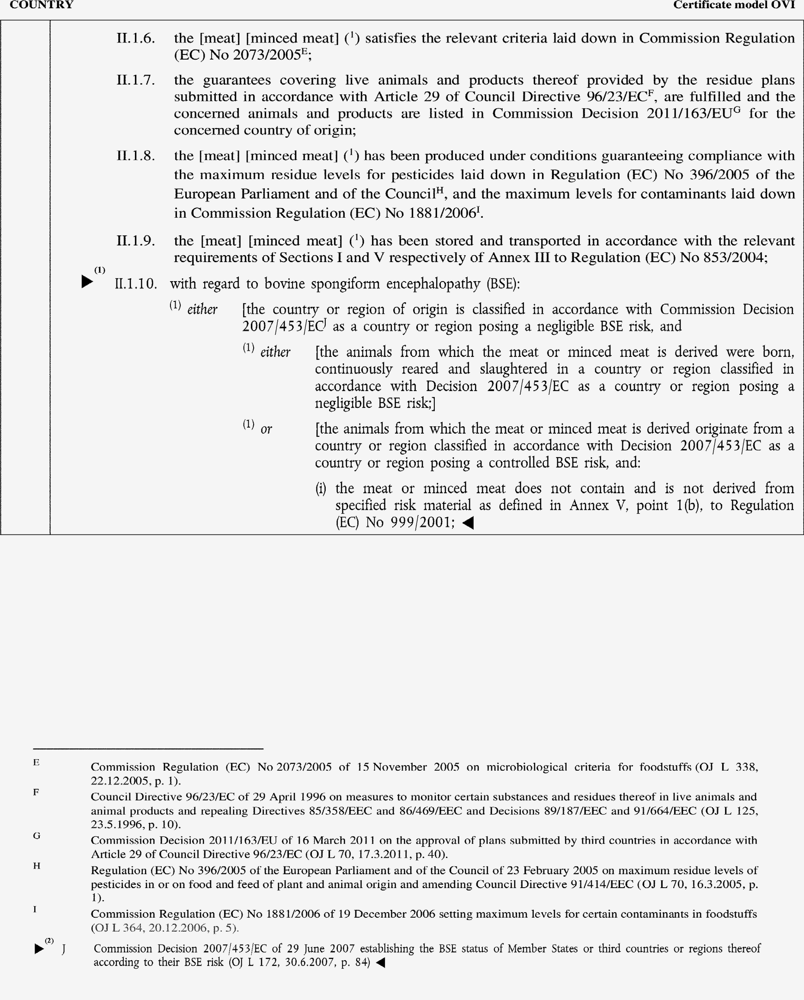 COUNTRY Certificate model OVI
II.1.6. the [meat] [minced meat] (¹) satisfies the relevant criteria laid down in Commission Regulation
(EC) No 2073/2005ᴱ;
II.1.7. the guarantees covering live animals and products thereof provided by the residue plans
submitted in accordance with Article 29 of Council Directive 96/23/ECF, are fulfilled and the
concerned animals and products are listed in Commission Decision 2011/163/EUᴳ for the
concerned country of origin;
II.1.8. the [meat] [minced meat] (¹) has been produced under conditions guaranteeing compliance with
the maximum residue levels for pesticides laid down in Regulation (EC) No 396/2005 of the
European Parliament and of the Councilᴴ, and the maximum levels for contaminants laid down
in Commission Regulation (EC) No 1881/2006ᴵ.
II.1.9. the [meat] [minced meat] (¹) has been stored and transported in accordance with the relevant
requirements of Sections I and V respectively of Annex III to Regulation (EC) No 853/2004;
▶ (1) II.1.10. with regard to bovine spongiform encephalopathy (BSE):
(1) either [the country or region of origin is classified in accordance with Commission Decision
2007/453/ECᴶ as a country or region posing a negligible BSE risk, and
(1) either [the animals from which the meat or minced meat is derived were born,
continuously reared and slaughtered in a country or region classified in
accordance with Decision 2007/453/EC as a country or region posing a
negligible BSE risk;]
(1) or [the animals from which the meat or minced meat is derived originate from a
country or region classified in accordance with Decision 2007/453/EC as a
country or region posing a controlled BSE risk, and:
(i) the meat or minced meat does not contain and is not derived from
specified risk material as defined in Annex V, point 1(b), to Regulation
(EC) No 999/2001; ◀
E Commission Regulation (EC) No 2073/2005 of 15 November 2005 on microbiological criteria for foodstuffs (OJ L 338,
22.12.2005, p. 1).
F Council Directive 96/23/EC of 29 April 1996 on measures to monitor certain substances and residues thereof in live animals and
animal products and repealing Directives 85/358/EEC and 86/469/EEC and Decisions 89/187/EEC and 91/664/EEC (OJ L 125,
23.5.1996, p. 10).
G Commission Decision 2011/163/EU of 16 March 2011 on the approval of plans submitted by third countries in accordance with
Article 29 of Council Directive 96/23/EC (OJ L 70, 17.3.2011, p. 40).
H Regulation (EC) No 396/2005 of the European Parliament and of the Council of 23 February 2005 on maximum residue levels of
pesticides in or on food and feed of plant and animal origin and amending Council Directive 91/414/EEC (OJ L 70, 16.3.2005, p.
1).
I Commission Regulation (EC) No 1881/2006 of 19 December 2006 setting maximum levels for certain contaminants in foodstuffs
(OJ L 364, 20.12.2006, p. 5).
▶ (2) J Commission Decision 2007/453/EC of 29 June 2007 establishing the BSE status of Member States or third countries or regions thereof
according to their BSE risk (OJ L 172, 30.6.2007, p. 84) ◀